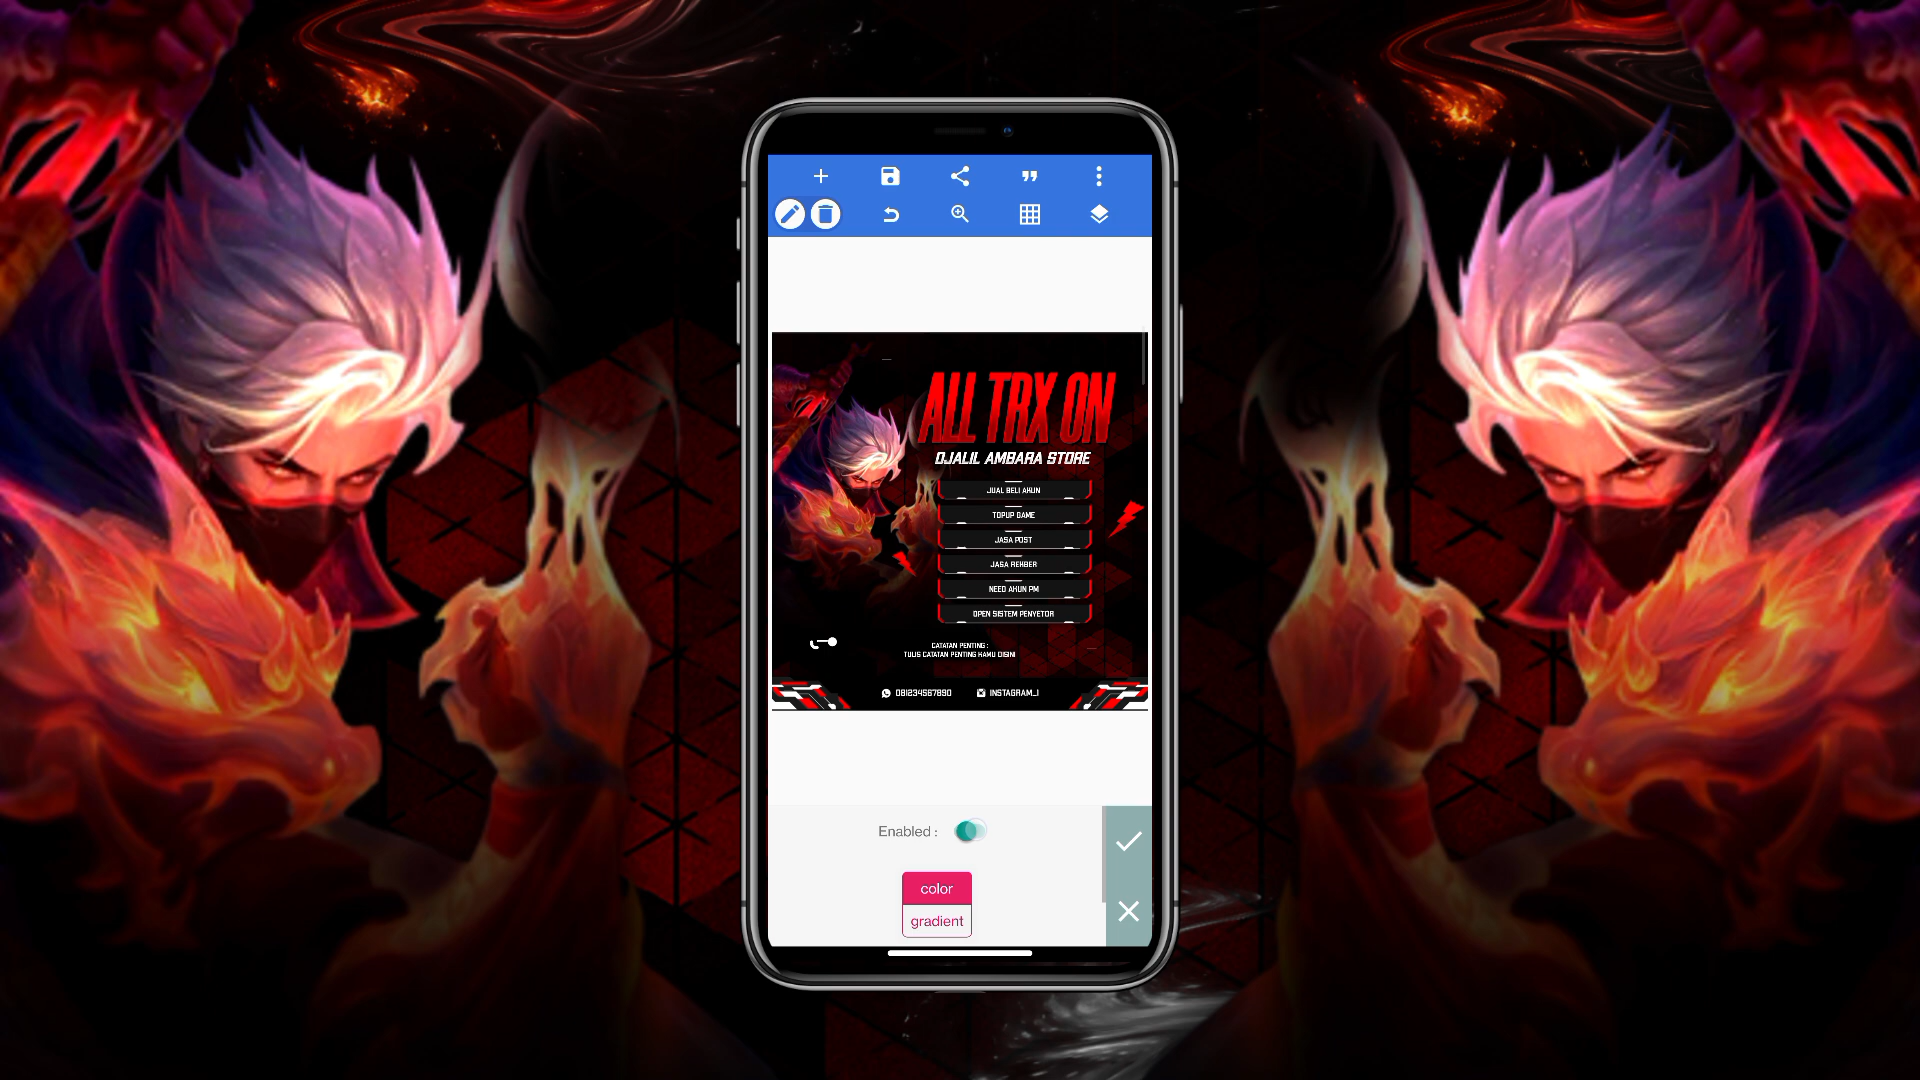 ALL TRX ON
DJALIL AMBARA STORE
JUAL BELI AKUN
TOPUP GAME
JASA POST
JASA REKBER
NEED AKUN PM
OPEN SISTEM PENYETOR
CATATAN PENTING :
TULIS CATATAN PENTING KAMU DISINI
081234567890 INSTAGRAM_I
Enabled :
color
gradient